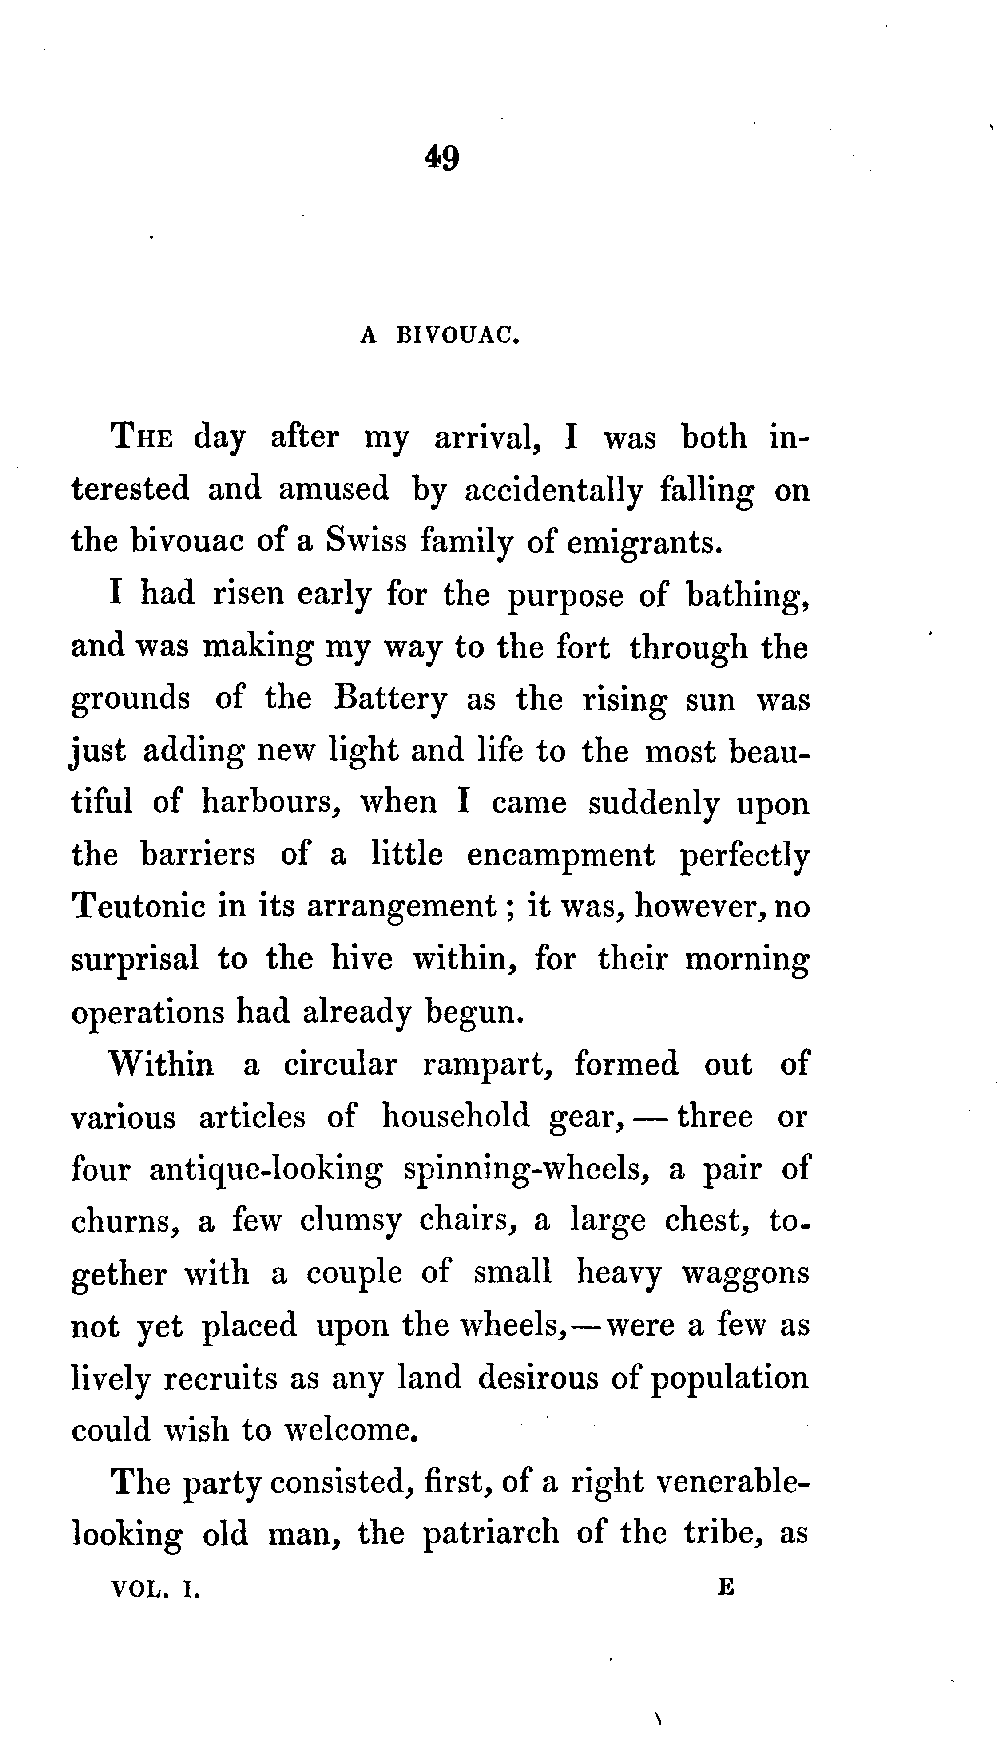 49
A BIVOUAC.
THE day after my arrival, I was both in-
terested and amused by accidentally falling on
the bivouac of a Swiss family of emigrants.
I had risen early for the purpose of bathing,
and was making my way to the fort through the
grounds of the Battery as the rising sun was
just adding new light and life to the most beau-
tiful of harbours, when I came suddenly upon
the barriers of a little encampment perfectly
Teutonic in its arrangement ; it was, however, no
surprisal to the hive within, for their morning
operations had already begun.
Within a circular rampart, formed out of
various articles of household gear, — three or
four antique-looking spinning-wheels, a pair of
churns, a few clumsy chairs, a large chest, to-
gether with a couple of small heavy waggons
not yet placed upon the wheels,—were a few as
lively recruits as any land desirous of population
could wish to welcome.
The party consisted, first, of a right venerable-
looking old man, the patriarch of the tribe, as
VOL. I. E